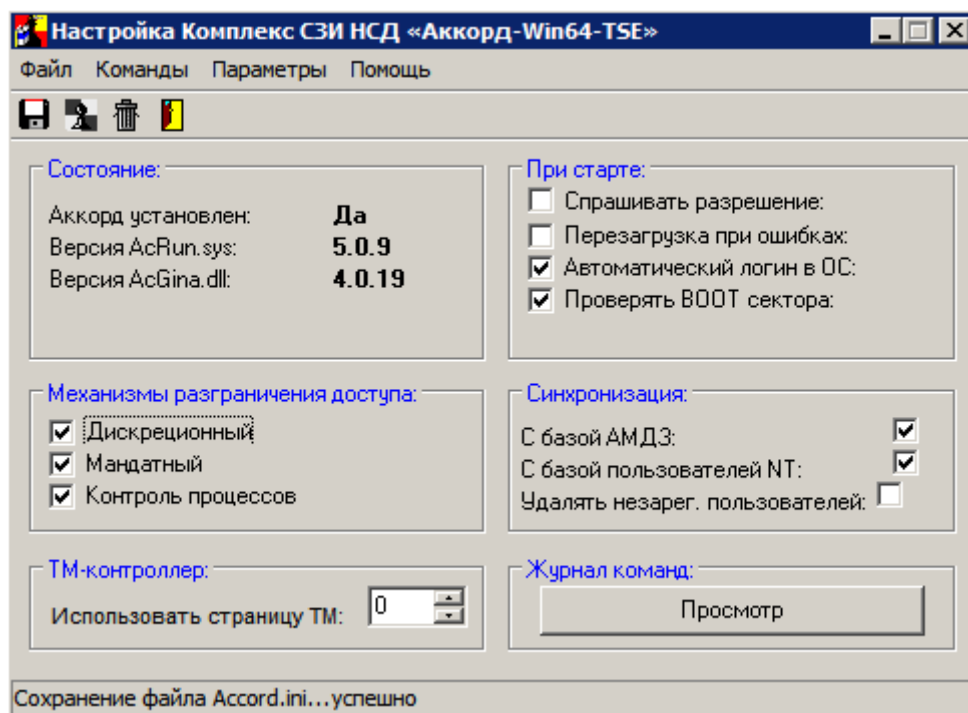 Настройка Комплекс СЗИ НСД «Аккорд-Win64-TSE»
Файл Команды Параметры Помощь
Состояние:
Аккорд установлен: Да
Версия AcRun.sys: 5.0.9
Версия AcGina.dll: 4.0.19
При старте:
Спрашивать разрешение:
Перезагрузка при ошибках:
Автоматический логин в ОС:
Проверять BOOT сектора:
Механизмы разграничения доступа:
Дискреционный
Мандатный
Контроль процессов
Синхронизация:
С базой АМДЗ:
С базой пользователей NT:
Удалять незарег. пользователей:
ТМ-контроллер:
Использовать страницу ТМ: 0
Журнал команд:
Просмотр
Сохранение файла Accord.ini...успешно